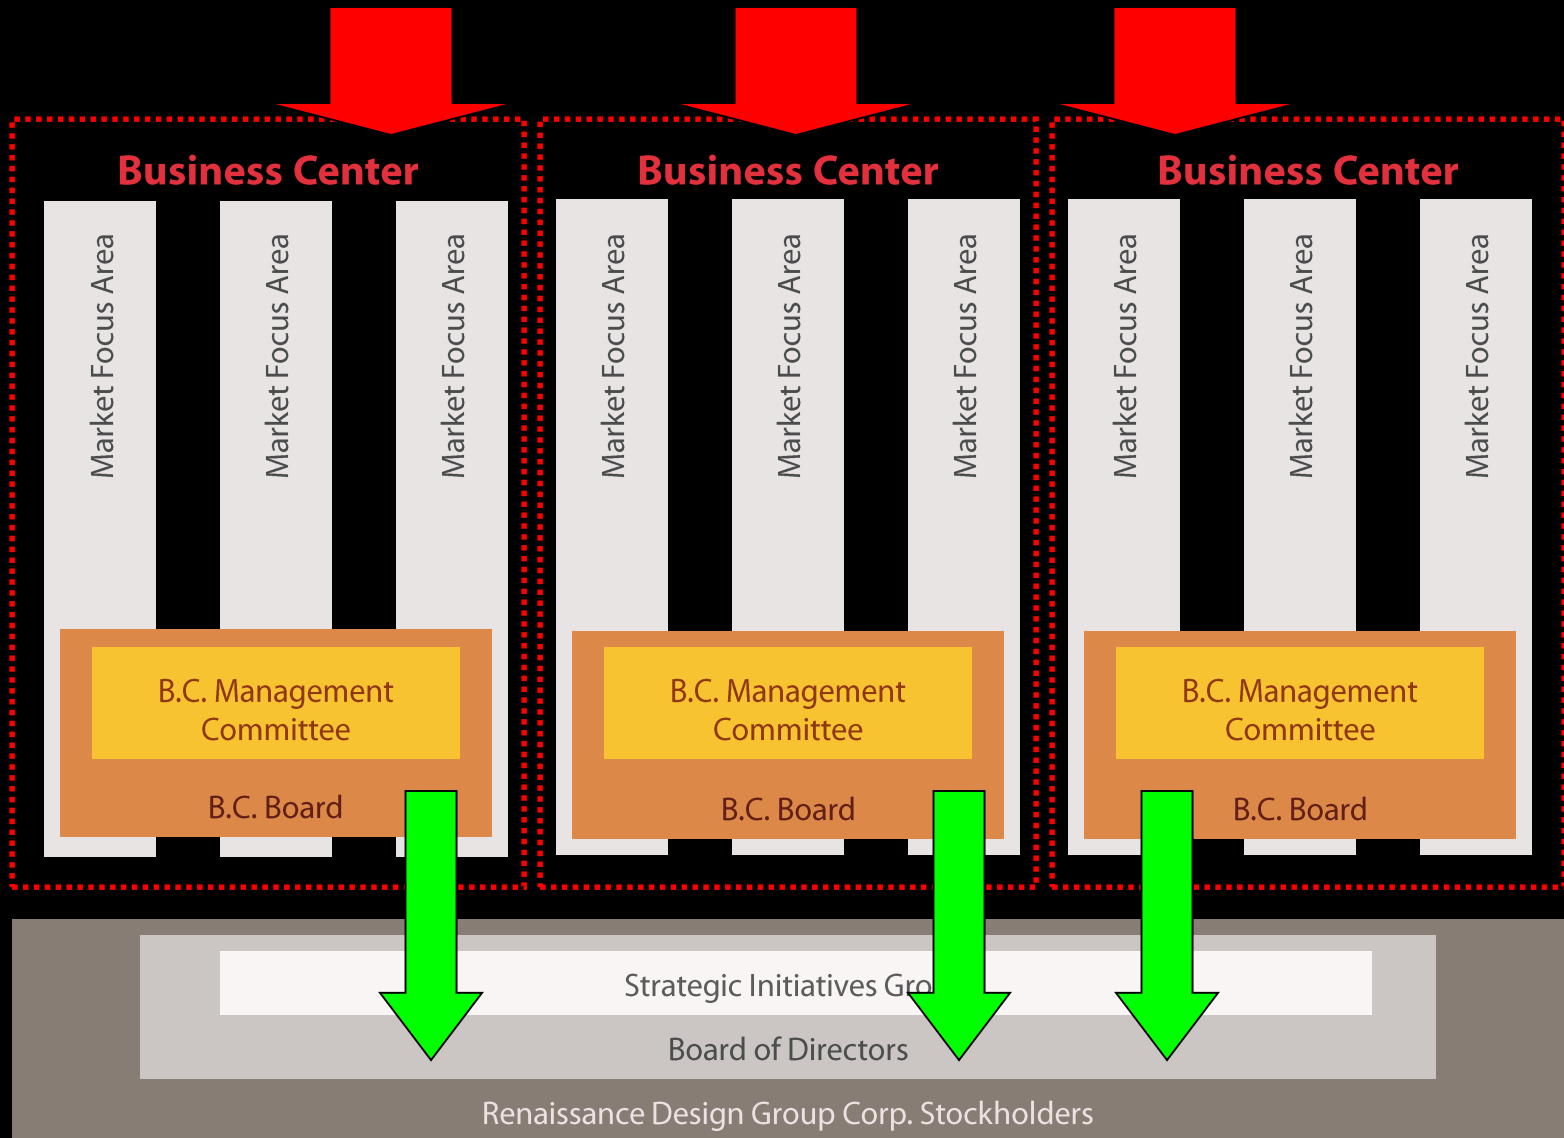 Business Center
Business Center
Business Center
Market Focus Area
Market Focus Area
Market Focus Area
Market Focus Area
Market Focus Area
Market Focus Area
Market Focus Area
Market Focus Area
Market Focus Area
B.C. Management
Committee
B.C. Board
B.C. Management
Committee
B.C. Board
B.C. Management
Committee
B.C. Board
Strategic Initiatives Gro
Board of Directors
Renaissance Design Group Corp. Stockholders